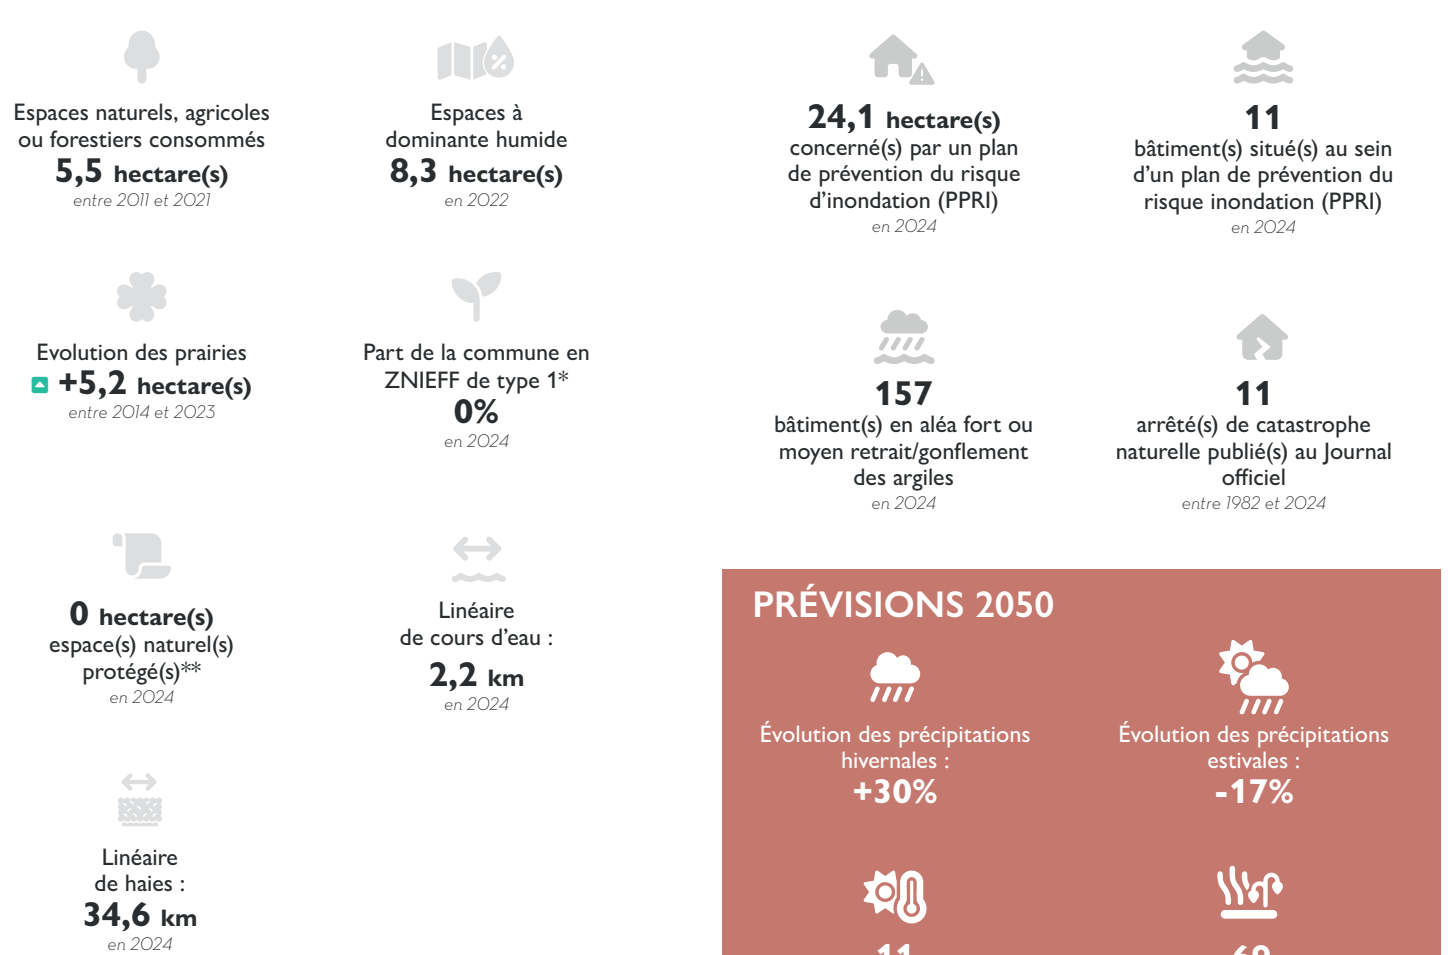 Espaces naturels, agricoles
ou forestiers consommés
5,5 hectare(s)
entre 2011 et 2021
Espaces à
dominante humide
8,3 hectare(s)
en 2022
Evolution des prairies
+5,2 hectare(s)
entre 2014 et 2023
Part de la commune en
ZNIEFF de type 1*
0%
en 2024
0 hectare(s)
espace(s) naturel(s)
protégé(s)**
en 2024
Linéaire
de cours d'eau :
2,2 km
en 2024
Linéaire
de haies :
34,6 km
en 2024
24,1 hectare(s)
concerné(s) par un plan
de prévention du risque
d'inondation (PPRI)
en 2024
11
bâtiment(s) situé(s) au sein
d'un plan de prévention du
risque inondation (PPRI)
en 2024
157
bâtiment(s) en aléa fort ou
moyen retrait/gonflement
des argiles
en 2024
11
arrêté(s) de catastrophe
naturelle publié(s) au Journal
officiel
entre 1982 et 2024
PRÉVISIONS 2050
Évolution des précipitations
hivernales :
+30%
Évolution des précipitations
estivales :
-17%
11